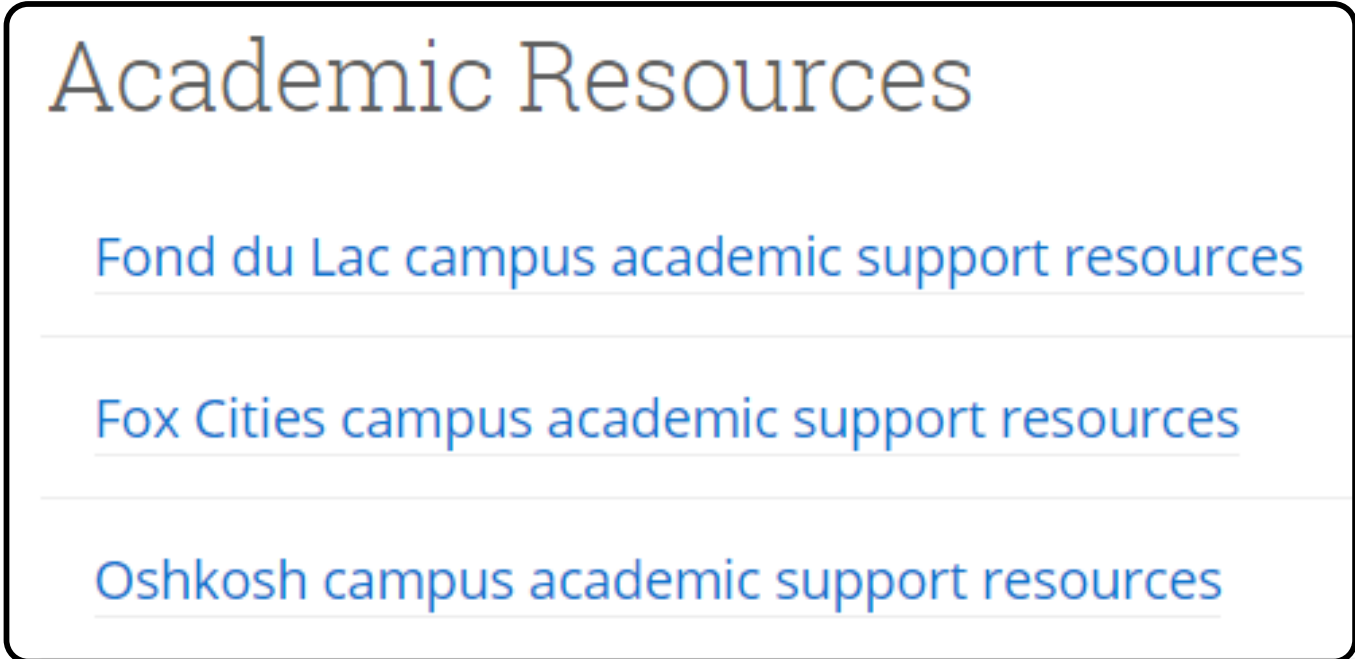 Academic Resources
Fond du Lac campus academic support resources
Fox Cities campus academic support resources
Oshkosh campus academic support resources